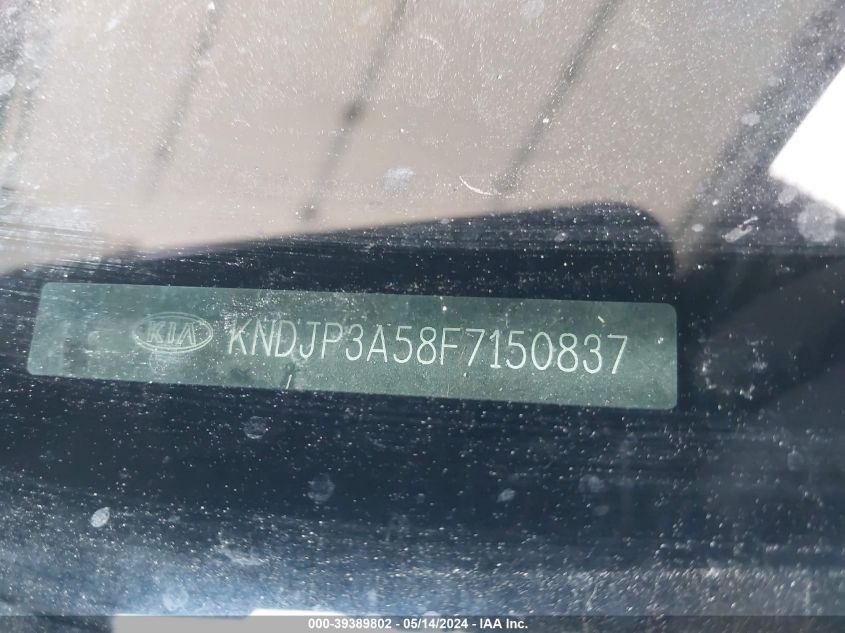 KIA KNDJP3A58F7150837
000-39389802 - 05/14/2024 - IAA Inc.